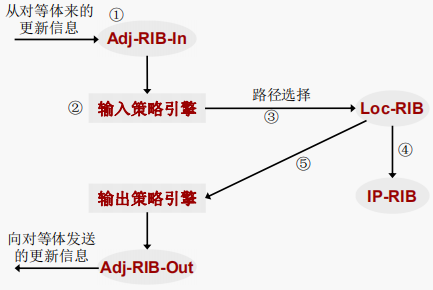 从对等体来的
更新信息
①
Adj-RIB-In
②
输入策略引擎
路径选择
③
Loc-RIB
④
⑤
IP-RIB
输出策略引擎
向对等体发送
的更新信息
Adj-RIB-Out